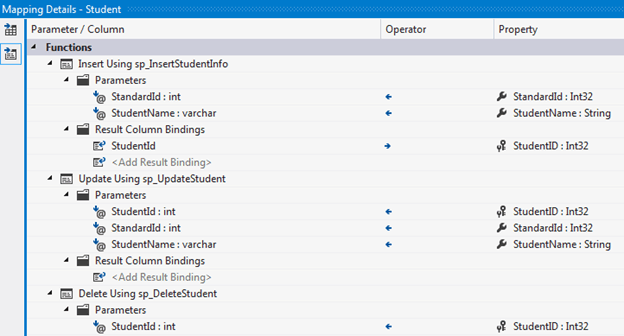 Mapping Details - Student
Parameter / Column Operator Property
Functions
Insert Using sp_InsertStudentInfo
Parameters
StandardId : int StandardId : Int32
StudentName : varchar StudentName : String
Result Column Bindings
StudentId StudentID : Int32
<Add Result Binding>
Update Using sp_UpdateStudent
Parameters
StudentId : int StudentID : Int32
StandardId : int StandardId : Int32
StudentName : varchar StudentName : String
Result Column Bindings
<Add Result Binding>
Delete Using sp_DeleteStudent
Parameters
StudentId : int StudentID : Int32